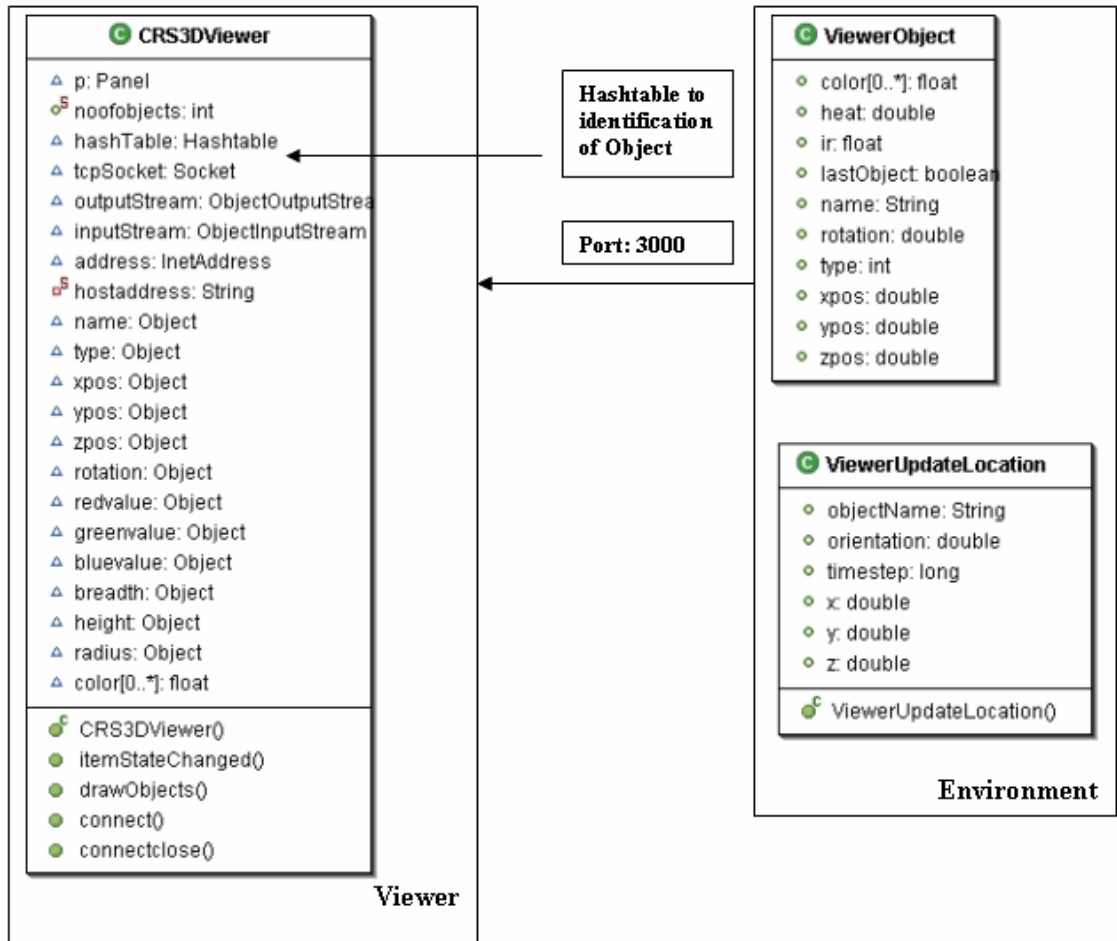 CRS3DViewer
p: Panel
noofobjects: int
hashTable: Hashtable
tcpSocket: Socket
outputStream: ObjectOutputStrea
inputStream: ObjectInputStream
address: InetAddress
hostaddress: String
name: Object
type: Object
xpos: Object
ypos: Object
zpos: Object
rotation: Object
redvalue: Object
greenvalue: Object
bluevalue: Object
breadth: Object
height: Object
radius: Object
color[0..*]: float
CRS3DViewer()
itemStateChanged()
drawObjects()
connect()
connectclose()
Viewer
Hashtable to
identification
of Object
Port: 3000
ViewerObject
color[0..*]: float
heat: double
ir: float
lastObject: boolean
name: String
rotation: double
type: int
xpos: double
ypos: double
zpos: double
ViewerUpdateLocation
objectName: String
orientation: double
timestep: long
x: double
y: double
z: double
ViewerUpdateLocation()
Environment